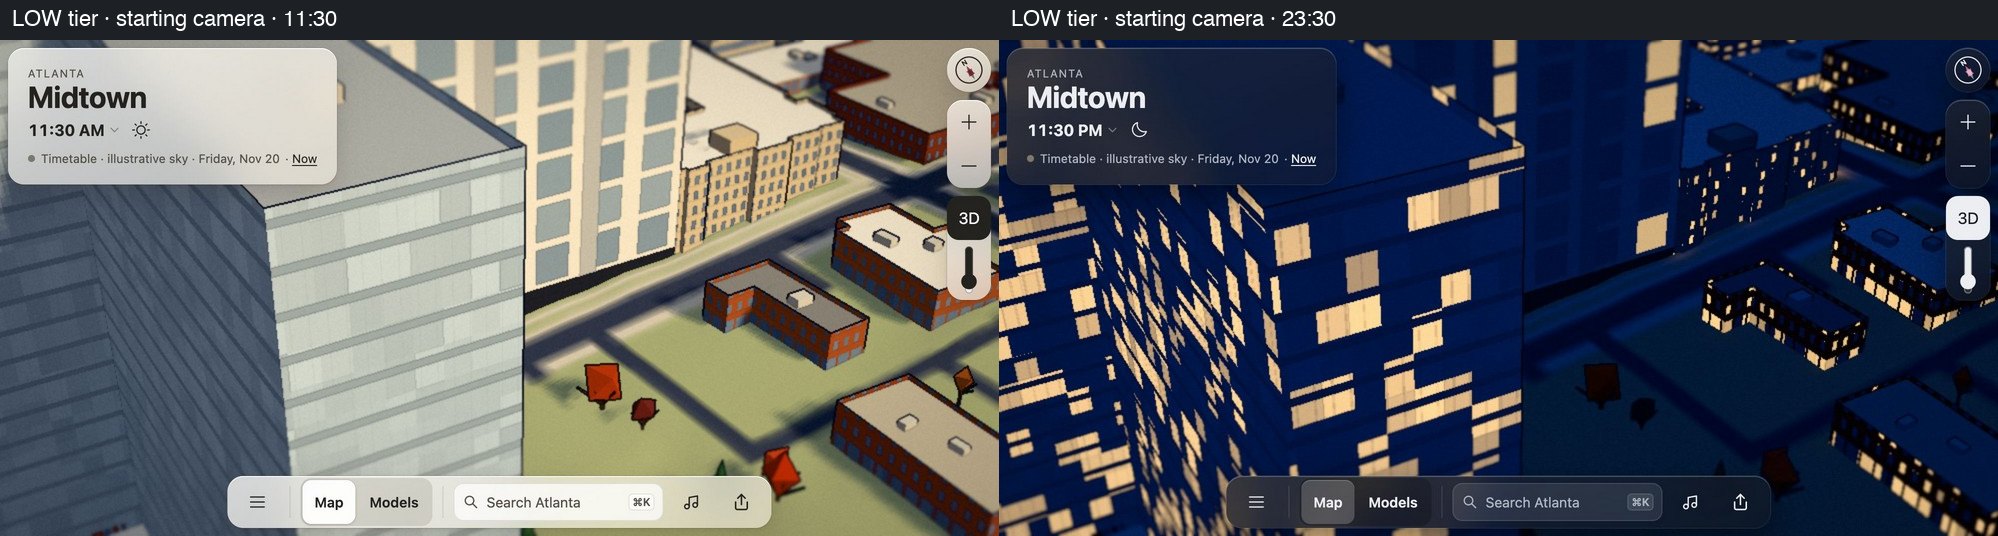 LOW tier · starting camera · 11:30
ATLANTA
Midtown
11:30 AM
Timetable · illustrative sky · Friday, Nov 20 · Now
N
+
−
3D
Map
Models
Search Atlanta
⌘K
LOW tier · starting camera · 23:30
ATLANTA
Midtown
11:30 PM
Timetable · illustrative sky · Friday, Nov 20 · Now
N
+
−
3D
Map
Models
Search Atlanta
⌘K